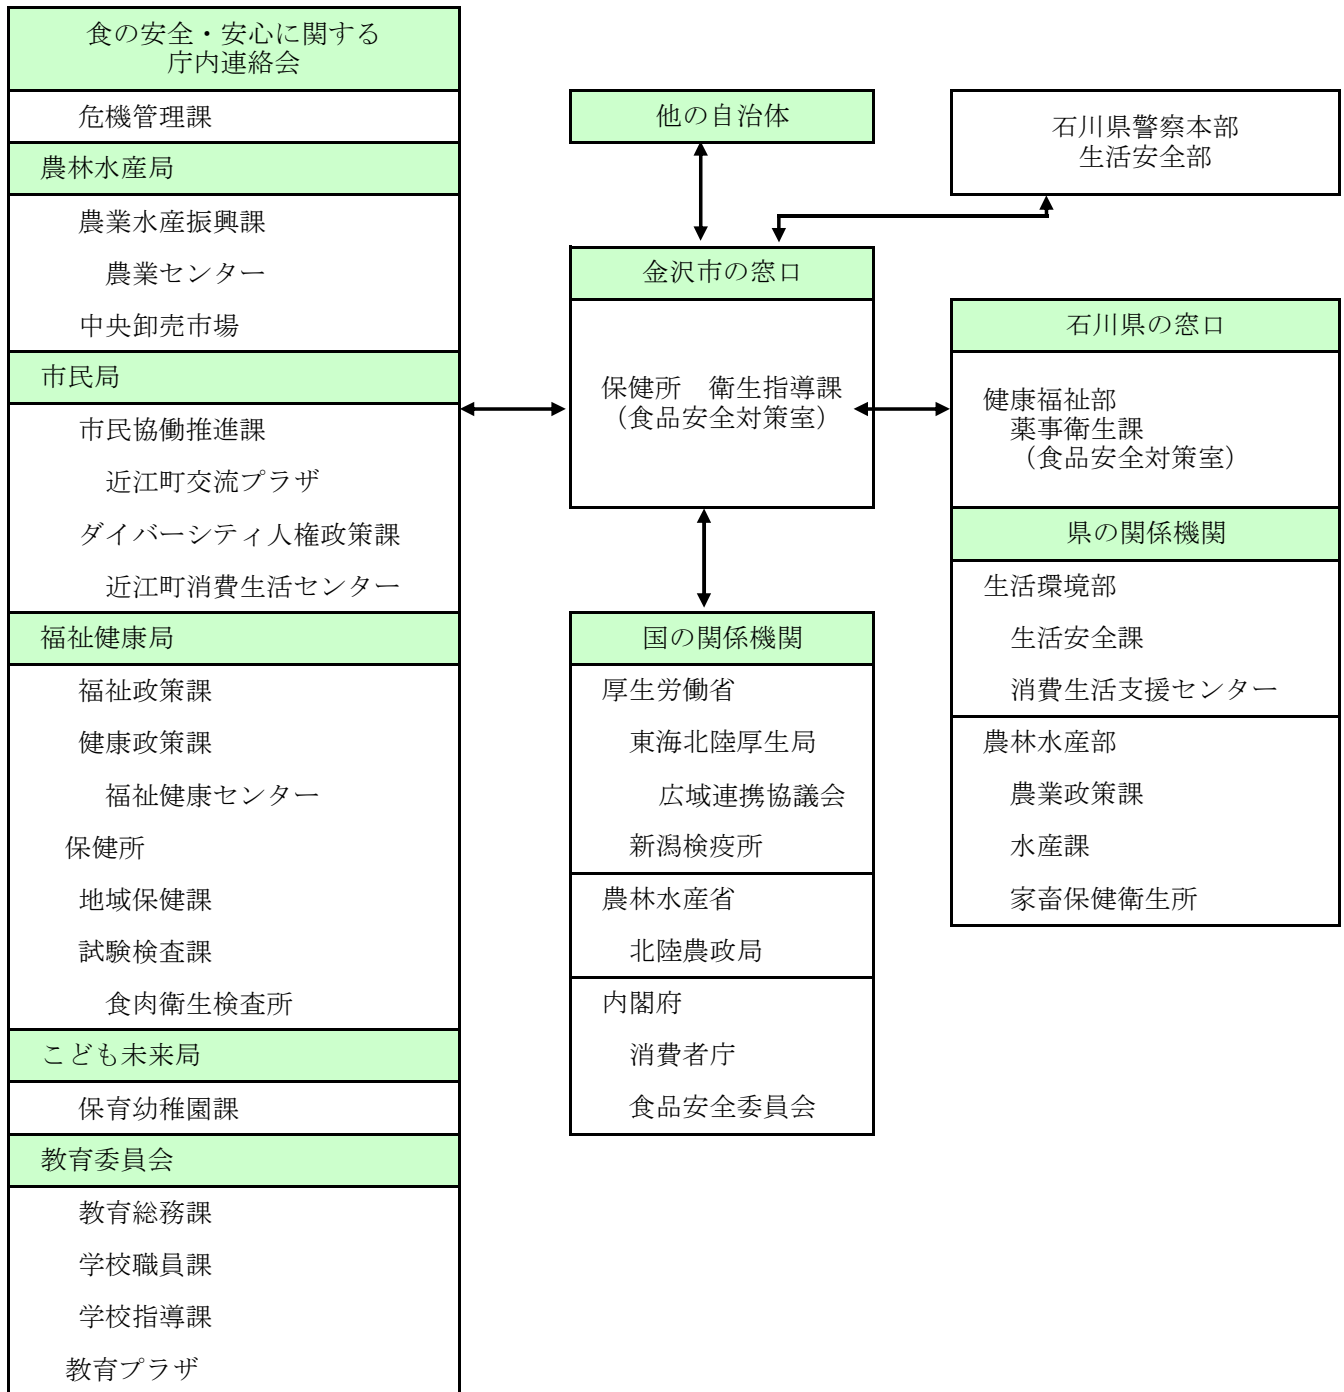 食の安全・安心に関する
庁内連絡会
危機管理課
農林水産局
農業水産振興課
農業センター
中央卸売市場
市民局
市民協働推進課
近江町交流プラザ
ダイバーシティ人権政策課
近江町消費生活センター
福祉健康局
福祉政策課
健康政策課
福祉健康センター
保健所
地域保健課
試験検査課
食肉衛生検査所
こども未来局
保育幼稚園課
教育委員会
教育総務課
学校職員課
学校指導課
教育プラザ
他の自治体
金沢市の窓口
保健所　衛生指導課
（食品安全対策室）
国の関係機関
厚生労働省
東海北陸厚生局
広域連携協議会
新潟検疫所
農林水産省
北陸農政局
内閣府
消費者庁
食品安全委員会
石川県警察本部
生活安全部
石川県の窓口
健康福祉部
薬事衛生課
（食品安全対策室）
県の関係機関
生活環境部
生活安全課
消費生活支援センター
農林水産部
農業政策課
水産課
家畜保健衛生所